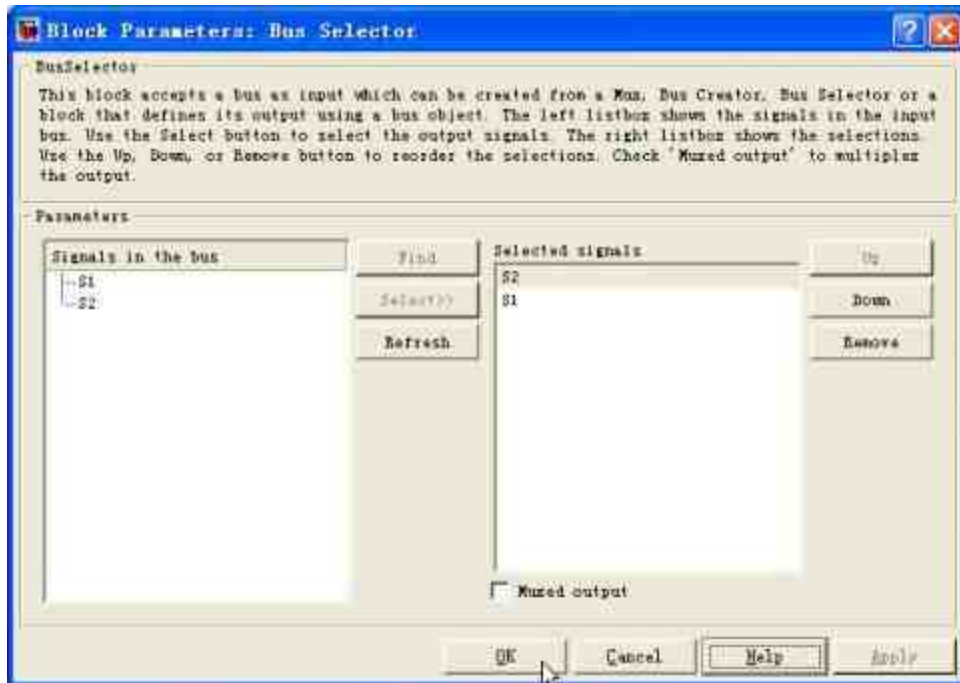 Block Parameters: Bus Selector
BusSelector
This block accepts a bus as input which can be created from a Mux, Bus Creator, Bus Selector or a
block that defines its output using a bus object. The left listbox shows the signals in the input
bus. Use the Select button to select the output signals. The right listbox shows the selections.
Use the Up, Down, or Remove button to reorder the selections. Check 'Muxed output' to multiplex
the output.
Parameters
Signals in the bus
S1
S2
Find
Select>>
Refresh
Selected signals
S2
S1
Up
Down
Remove
Muxed output
OK
Cancel
Help
Apply